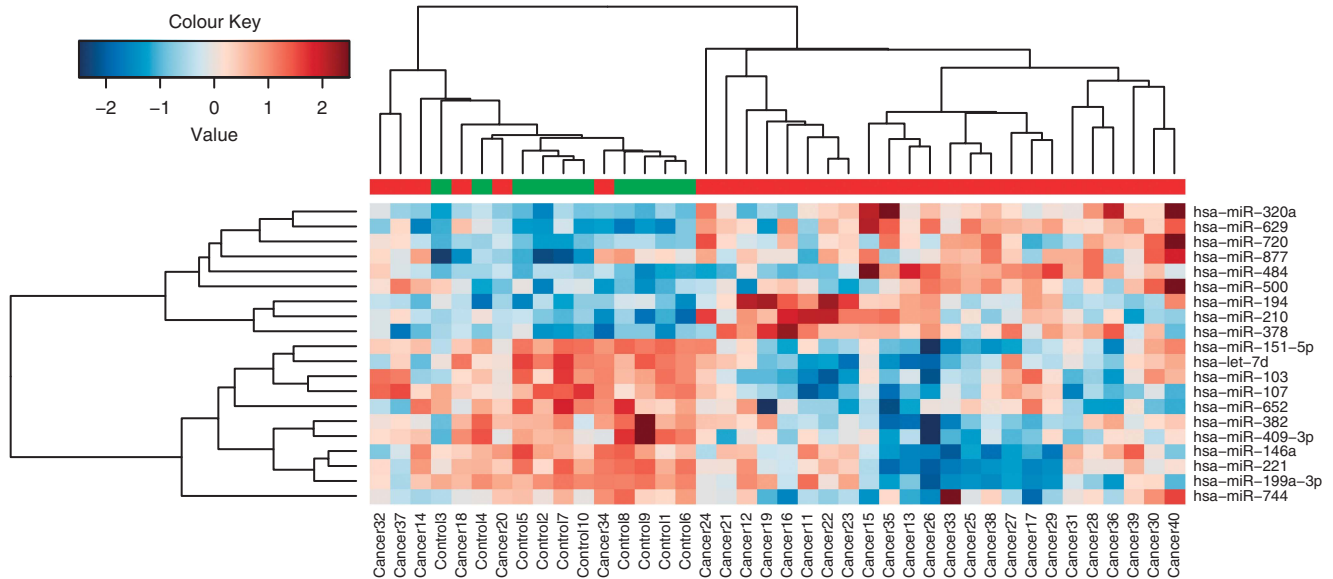 Colour Key
−2 −1 0 1 2
Value
hsa−miR−320a
hsa−miR−629
hsa−miR−720
hsa−miR−877
hsa−miR−484
hsa−miR−500
hsa−miR−194
hsa−miR−210
hsa−miR−378
hsa−miR−151−5p
hsa−let−7d
hsa−miR−103
hsa−miR−107
hsa−miR−652
hsa−miR−382
hsa−miR−409−3p
hsa−miR−146a
hsa−miR−221
hsa−miR−199a−3p
hsa−miR−744
Cancer32
Cancer37
Cancer14
Control3
Cancer18
Control4
Cancer20
Control5
Control2
Control7
Control10
Cancer34
Control8
Control9
Control1
Control6
Cancer24
Cancer21
Cancer12
Cancer19
Cancer16
Cancer11
Cancer22
Cancer23
Cancer15
Cancer35
Cancer13
Cancer26
Cancer33
Cancer25
Cancer38
Cancer27
Cancer17
Cancer29
Cancer31
Cancer28
Cancer36
Cancer39
Cancer30
Cancer40